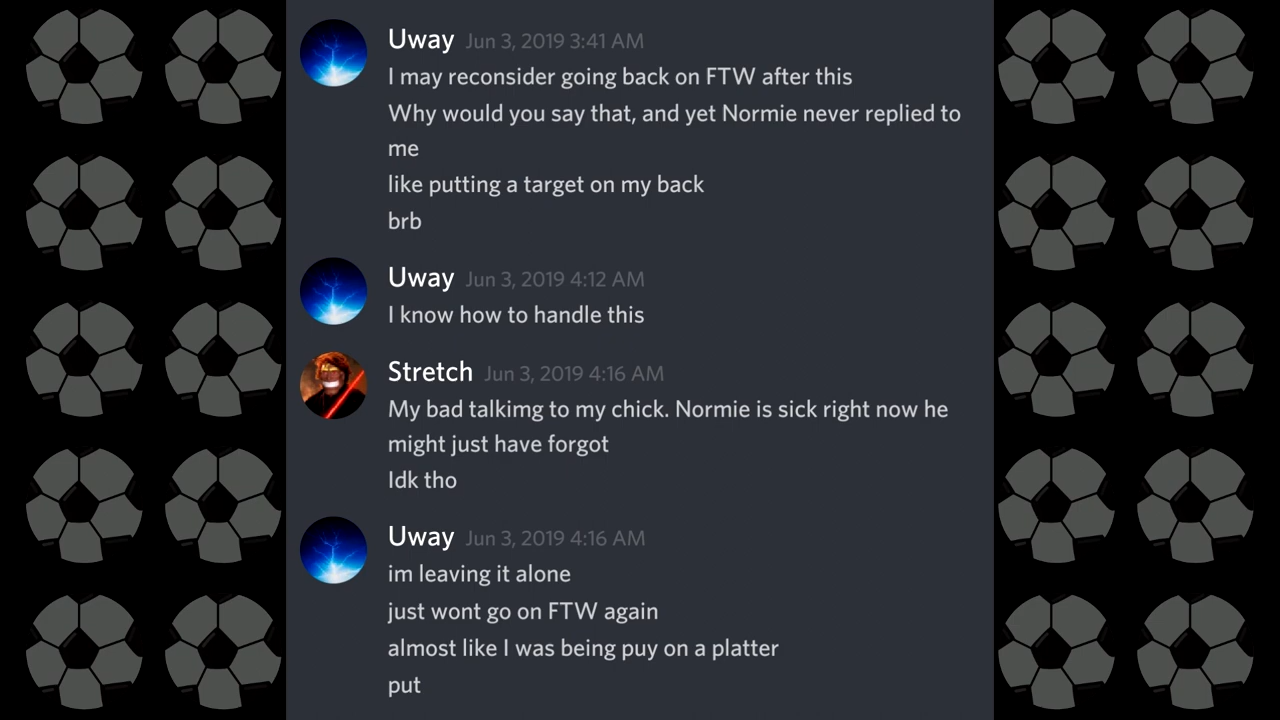 Uway Jun 3, 2019 3:41 AM
I may reconsider going back on FTW after this
Why would you say that, and yet Normie never replied to
me
like putting a target on my back
brb
Uway Jun 3, 2019 4:12 AM
I know how to handle this
Stretch Jun 3, 2019 4:16 AM
My bad talkimg to my chick. Normie is sick right now he
might just have forgot
Idk tho
Uway Jun 3, 2019 4:16 AM
im leaving it alone
just wont go on FTW again
almost like I was being puy on a platter
put